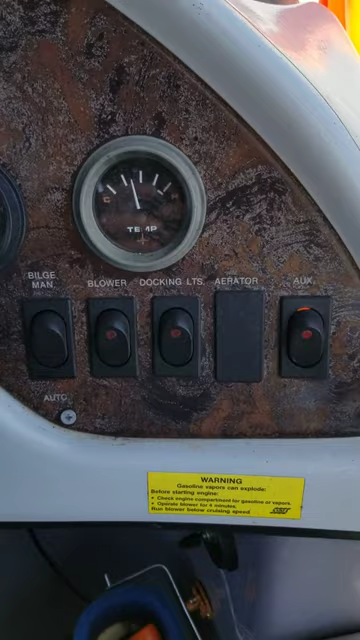 C
TEMP
BILGE
MAN.
BLOWER
DOCKING LTS.
AERATOR
AUX.
AUTO
WARNING
Gasoline vapors can explode:
Before starting engine:
• Check engine compartment for gasoline or vapors.
• Operate blower for 4 minutes.
Run blower below cruising speed